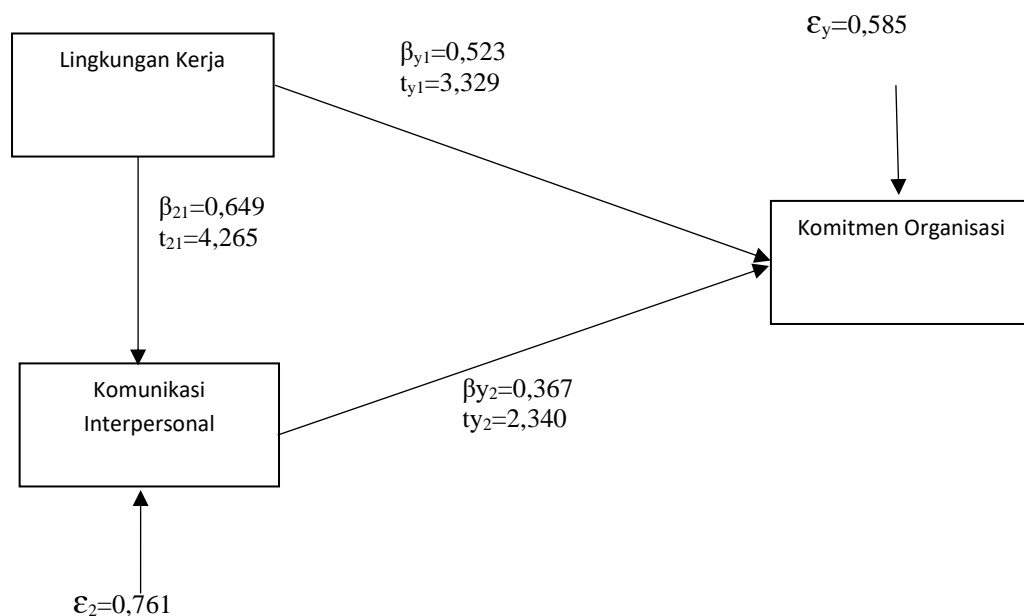 Lingkungan Kerja
βy1=0,523
ty1=3,329
εy=0,585
β21=0,649
t21=4,265
Komitmen Organisasi
Komunikasi
Interpersonal
βy2=0,367
ty2=2,340
ε2=0,761